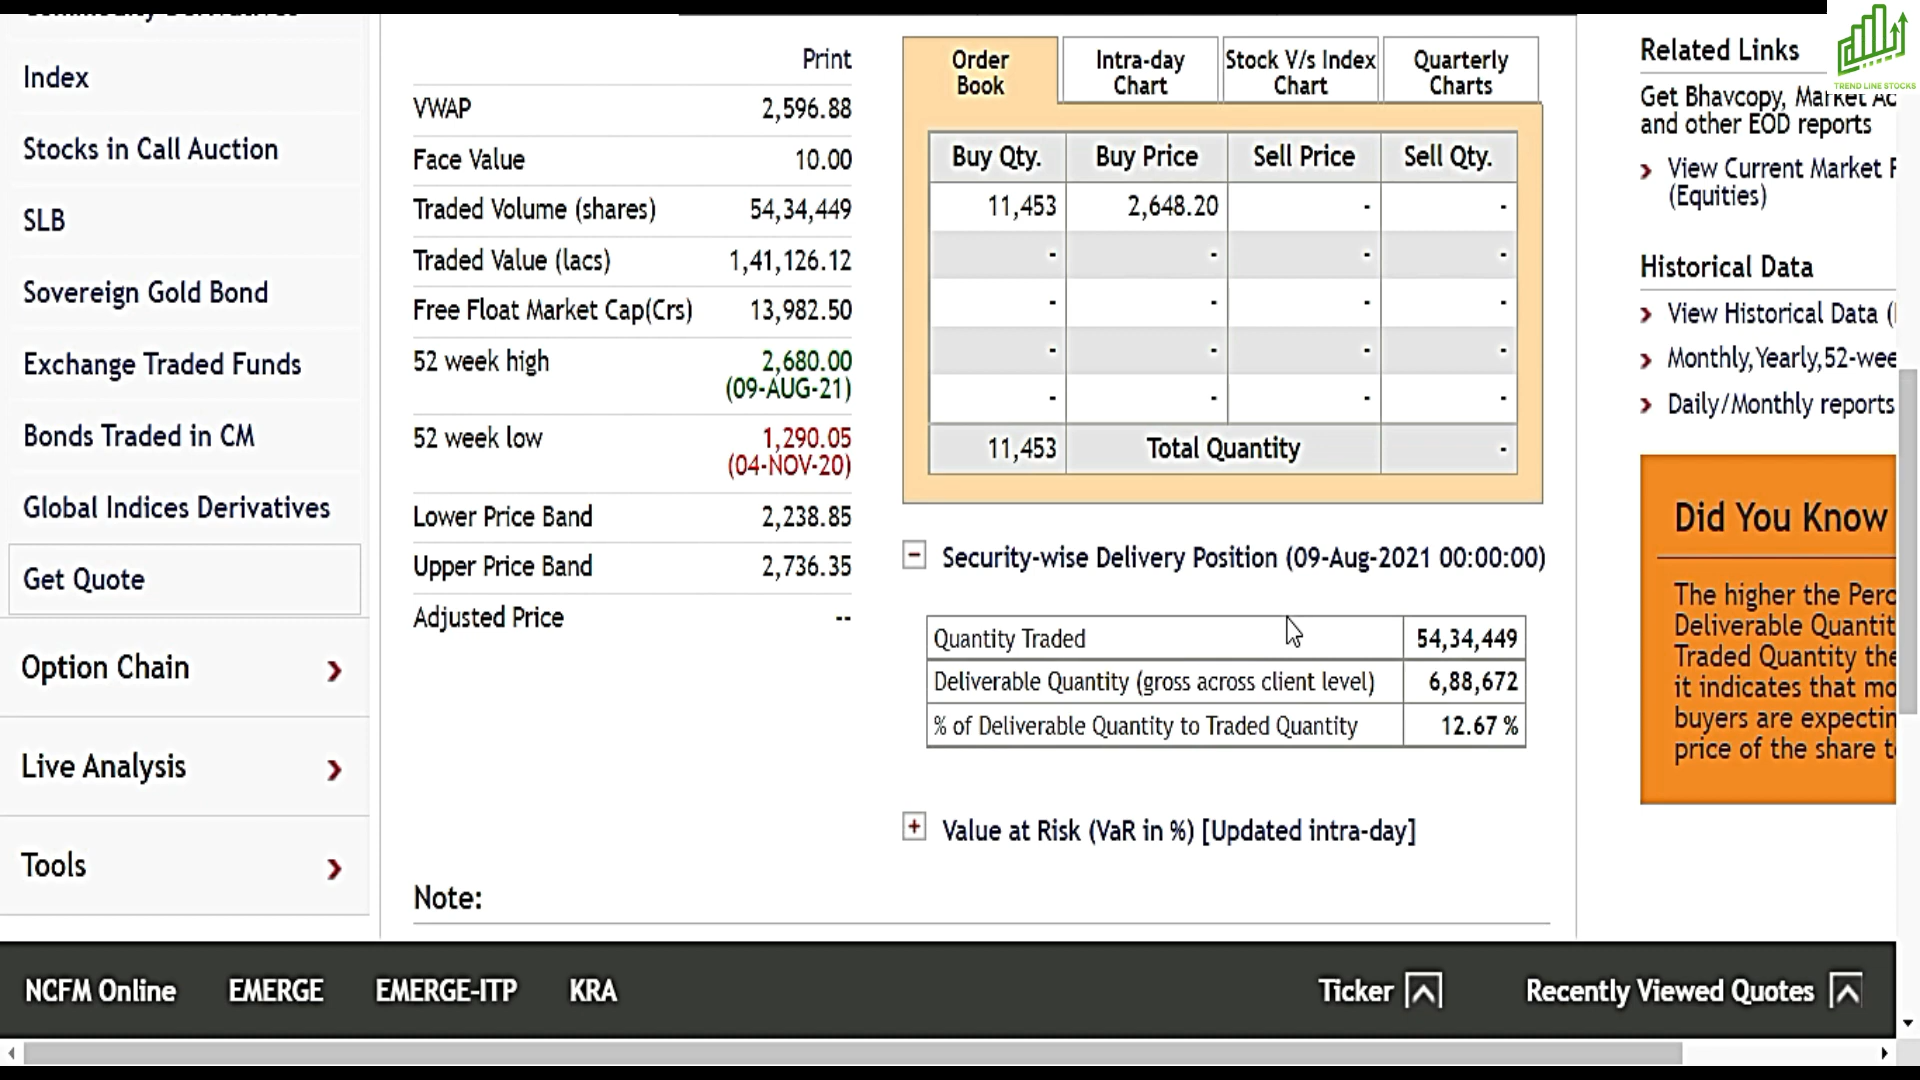 Index
Stocks in Call Auction
SLB
Sovereign Gold Bond
Exchange Traded Funds
Bonds Traded in CM
Global Indices Derivatives
Get Quote
Option Chain
Live Analysis
Tools
Print
VWAP 2,596.88
Face Value 10.00
Traded Volume (shares) 54,34,449
Traded Value (lacs) 1,41,126.12
Free Float Market Cap(Crs) 13,982.50
52 week high 2,680.00
(09-AUG-21)
52 week low 1,290.05
(04-NOV-20)
Lower Price Band 2,238.85
Upper Price Band 2,736.35
Adjusted Price --
Note:
Order Book
Intra-day Chart
Stock V/s Index Chart
Quarterly Charts
Buy Qty. Buy Price Sell Price Sell Qty.
11,453 2,648.20 - -
- - - -
- - - -
- - - -
- - - -
11,453 Total Quantity -
Security-wise Delivery Position (09-Aug-2021 00:00:00)
Quantity Traded 54,34,449
Deliverable Quantity (gross across client level) 6,88,672
% of Deliverable Quantity to Traded Quantity 12.67 %
Value at Risk (VaR in %) [Updated intra-day]
TREND LINE STOCKS
Related Links
Get Bhavcopy, Market Ac
and other EOD reports
View Current Market
(Equities)
Historical Data
View Historical Data (
Monthly,Yearly,52-wee
Daily/Monthly reports
Did You Know
The higher the Perc
Deliverable Quantit
Traded Quantity the
it indicates that mo
buyers are expectin
price of the share t
NCFM Online EMERGE EMERGE-ITP KRA Ticker Recently Viewed Quotes